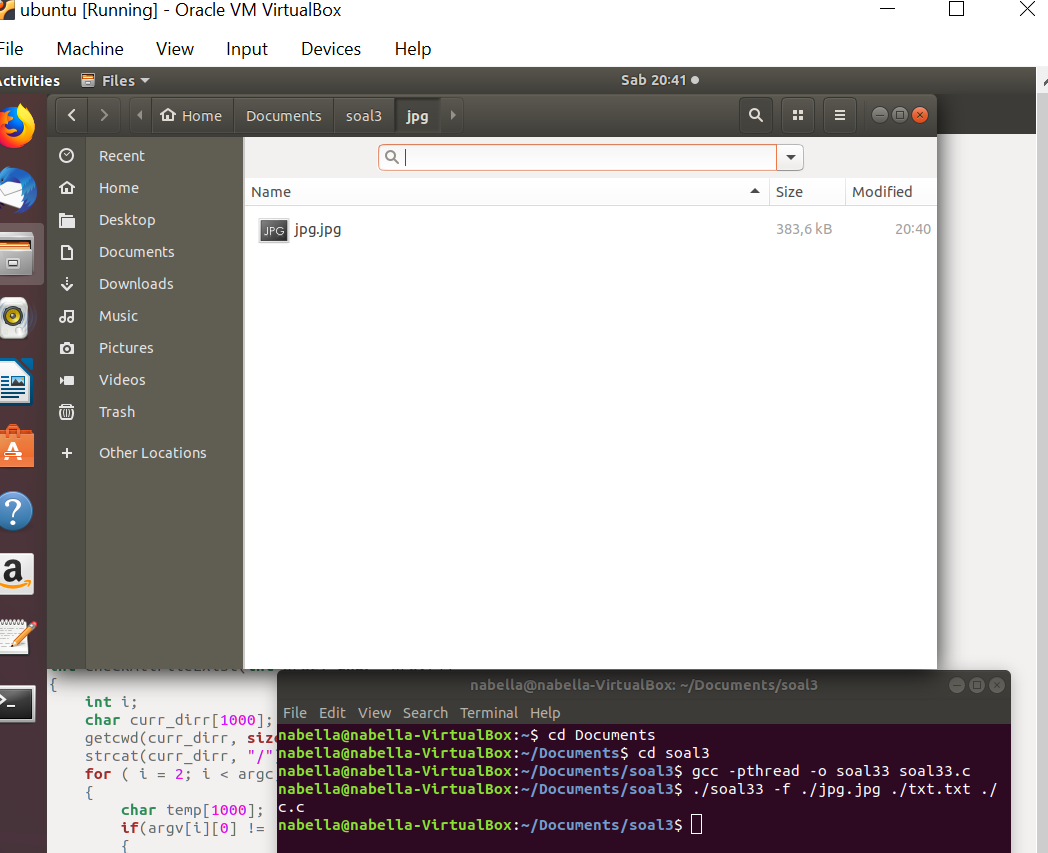 ubuntu [Running] - Oracle VM VirtualBox
File Machine View Input Devices Help
Activities Files Sab 20:41
Home Documents soal3 jpg
Recent
Home
Desktop
Documents
Downloads
Music
Pictures
Videos
Trash
Other Locations
Name Size Modified
JPG jpg.jpg 383,6 kB 20:40
{
int i;
char curr_dirr[1000];
getcwd(curr_dirr, size
strcat(curr_dirr, "/"
for ( i = 2; i < argc
{
char temp[1000];
if(argv[i][0] !=
{
nabella@nabella-VirtualBox: ~/Documents/soal3
File Edit View Search Terminal Help
nabella@nabella-VirtualBox:~$ cd Documents
nabella@nabella-VirtualBox:~/Documents$ cd soal3
nabella@nabella-VirtualBox:~/Documents/soal3$ gcc -pthread -o soal33 soal33.c
nabella@nabella-VirtualBox:~/Documents/soal3$ ./soal33 -f ./jpg.jpg ./txt.txt ./
c.c
nabella@nabella-VirtualBox:~/Documents/soal3$